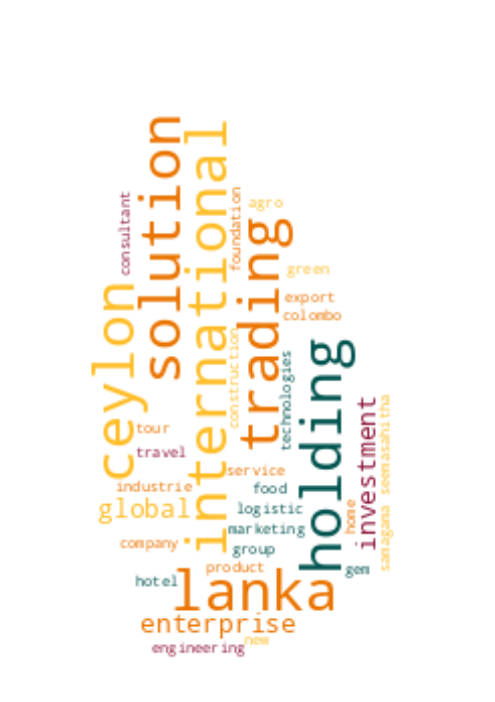 solution
international
consultant
foundation
agro
trading
green
ceylon
export
colombo
construction
holding
technologies
investment
samagama seemasahitha
tour
travel
service
industrie
food
global
logistic
home
marketing
company
group
product
gem
hotel
lanka
enterprise
new
engineering